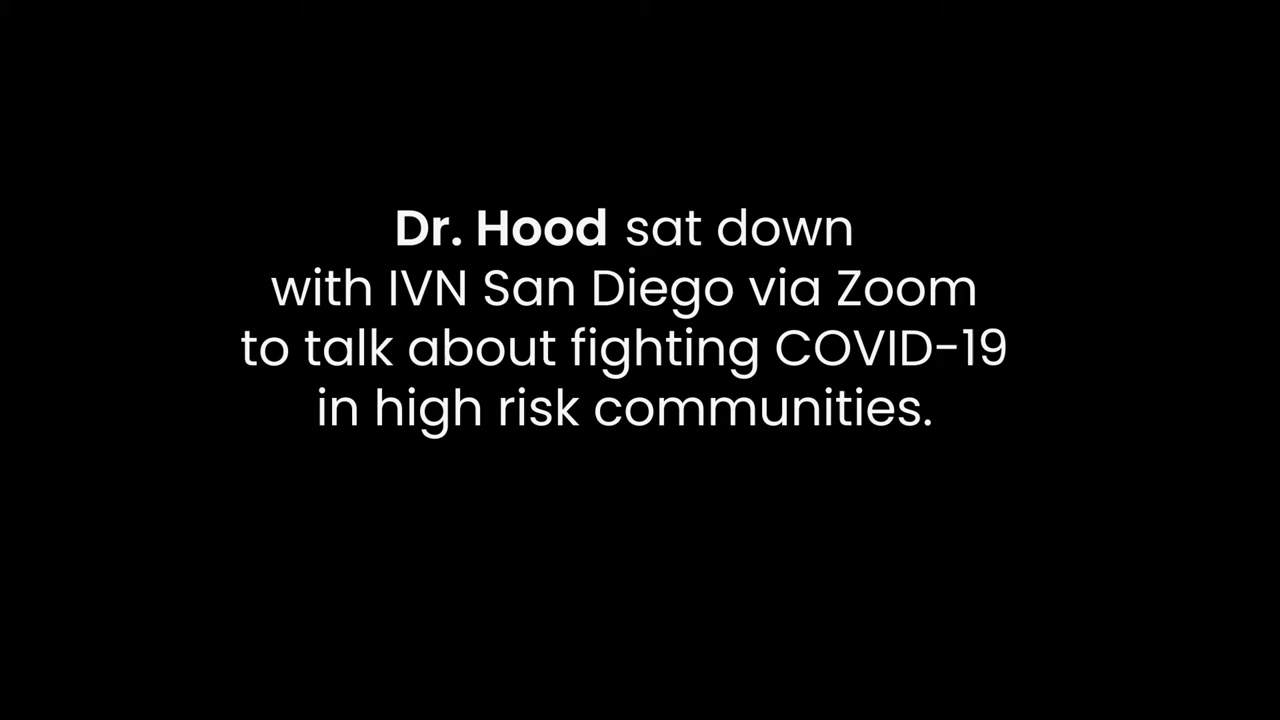 Dr. Hood sat down
with IVN San Diego via Zoom
to talk about fighting COVID-19
in high risk communities.